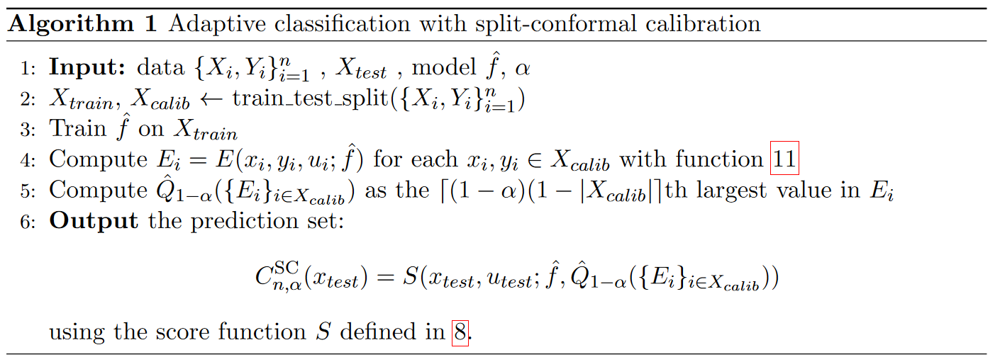 Algorithm 1 Adaptive classification with split-conformal calibration
1: Input: data $\{X_i, Y_i\}_{i=1}^n$ , $X_{test}$ , model $\hat{f}$, $\alpha$
2: $X_{train}$, $X_{calib}$ ← train_test_split($\{X_i, Y_i\}_{i=1}^n$)
3: Train $\hat{f}$ on $X_{train}$
4: Compute $E_i = E(x_i, y_i, u_i; \hat{f})$ for each $x_i, y_i \in X_{calib}$ with function 11
5: Compute $\hat{Q}_{1-\alpha}(\{E_i\}_{i \in X_{calib}})$ as the $\lceil(1 - \alpha)(1 - |X_{calib}|\rceil$th largest value in $E_i$
6: Output the prediction set:
$C_{n,\alpha}^{\text{SC}}(x_{test}) = S(x_{test}, u_{test}; \hat{f}, \hat{Q}_{1-\alpha}(\{E_i\}_{i \in X_{calib}}))$
using the score function $S$ defined in 8.